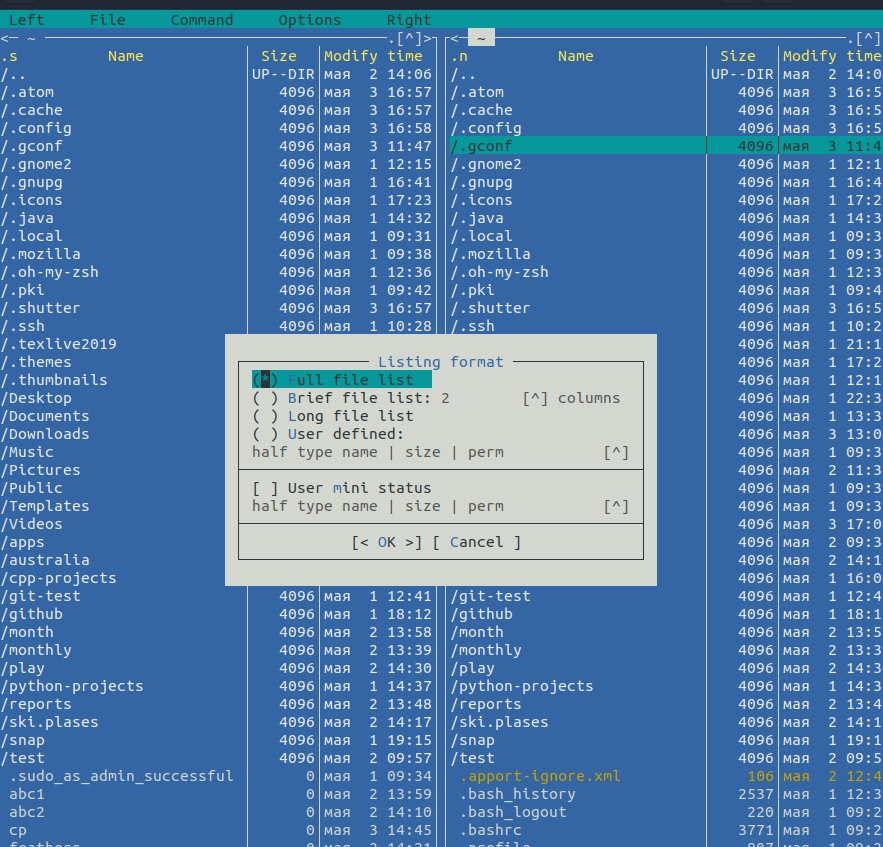 Left File Command Options Right
<─ ~ .[^]> <─ ~ .[^]
.s Name Size Modify time .n Name Size Modify time
/.. UP--DIR мая 2 14:06 /.. UP--DIR мая 2 14:0
/.atom 4096 мая 3 16:57 /.atom 4096 мая 3 16:5
/.cache 4096 мая 3 16:57 /.cache 4096 мая 3 16:5
/.config 4096 мая 3 16:58 /.config 4096 мая 3 16:5
/.gconf 4096 мая 3 11:47 /.gconf 4096 мая 3 11:4
/.gnome2 4096 мая 1 12:15 /.gnome2 4096 мая 1 12:1
/.gnupg 4096 мая 1 16:41 /.gnupg 4096 мая 1 16:4
/.icons 4096 мая 1 17:23 /.icons 4096 мая 1 17:2
/.java 4096 мая 1 14:32 /.java 4096 мая 1 14:3
/.local 4096 мая 1 09:31 /.local 4096 мая 1 09:3
/.mozilla 4096 мая 1 09:38 /.mozilla 4096 мая 1 09:3
/.oh-my-zsh 4096 мая 1 12:36 /.oh-my-zsh 4096 мая 1 12:3
/.pki 4096 мая 1 09:42 /.pki 4096 мая 1 09:4
/.shutter 4096 мая 3 16:57 /.shutter 4096 мая 3 16:5
/.ssh 4096 мая 1 10:28 /.ssh 4096 мая 1 10:2
/.texlive2019 4096 мая 1 21:1
/.themes Listing format 4096 мая 1 17:2
/.thumbnails (*) Full file list 4096 мая 1 12:1
/Desktop ( ) Brief file list: 2 [^] columns 4096 мая 1 22:3
/Documents ( ) Long file list 4096 мая 1 13:3
/Downloads ( ) User defined: 4096 мая 3 13:0
/Music half type name | size | perm [^] 4096 мая 1 09:3
/Pictures 4096 мая 2 11:3
/Public [ ] User mini status 4096 мая 1 09:3
/Templates half type name | size | perm [^] 4096 мая 1 09:3
/Videos 4096 мая 3 17:0
/apps [< OK >] [ Cancel ] 4096 мая 2 09:3
/australia 4096 мая 2 14:1
/cpp-projects 4096 мая 1 16:0
/git-test 4096 мая 1 12:41 /git-test 4096 мая 1 12:4
/github 4096 мая 1 18:12 /github 4096 мая 1 18:1
/month 4096 мая 2 13:58 /month 4096 мая 2 13:5
/monthly 4096 мая 2 13:39 /monthly 4096 мая 2 13:3
/play 4096 мая 2 14:30 /play 4096 мая 2 14:3
/python-projects 4096 мая 1 14:37 /python-projects 4096 мая 1 14:3
/reports 4096 мая 2 13:48 /reports 4096 мая 2 13:4
/ski.plases 4096 мая 2 14:17 /ski.plases 4096 мая 2 14:1
/snap 4096 мая 1 19:15 /snap 4096 мая 1 19:1
/test 4096 мая 2 09:57 /test 4096 мая 2 09:5
.sudo_as_admin_successful 0 мая 1 09:34 .apport-ignore.xml 106 мая 2 12:4
abc1 0 мая 2 13:59 .bash_history 2537 мая 1 12:3
abc2 0 мая 2 14:10 .bash_logout 220 мая 1 09:2
cp 0 мая 3 14:45 .bashrc 3771 мая 1 09:2
feathers 0 мая 2 14:21 .profile 807 мая 1 09:2